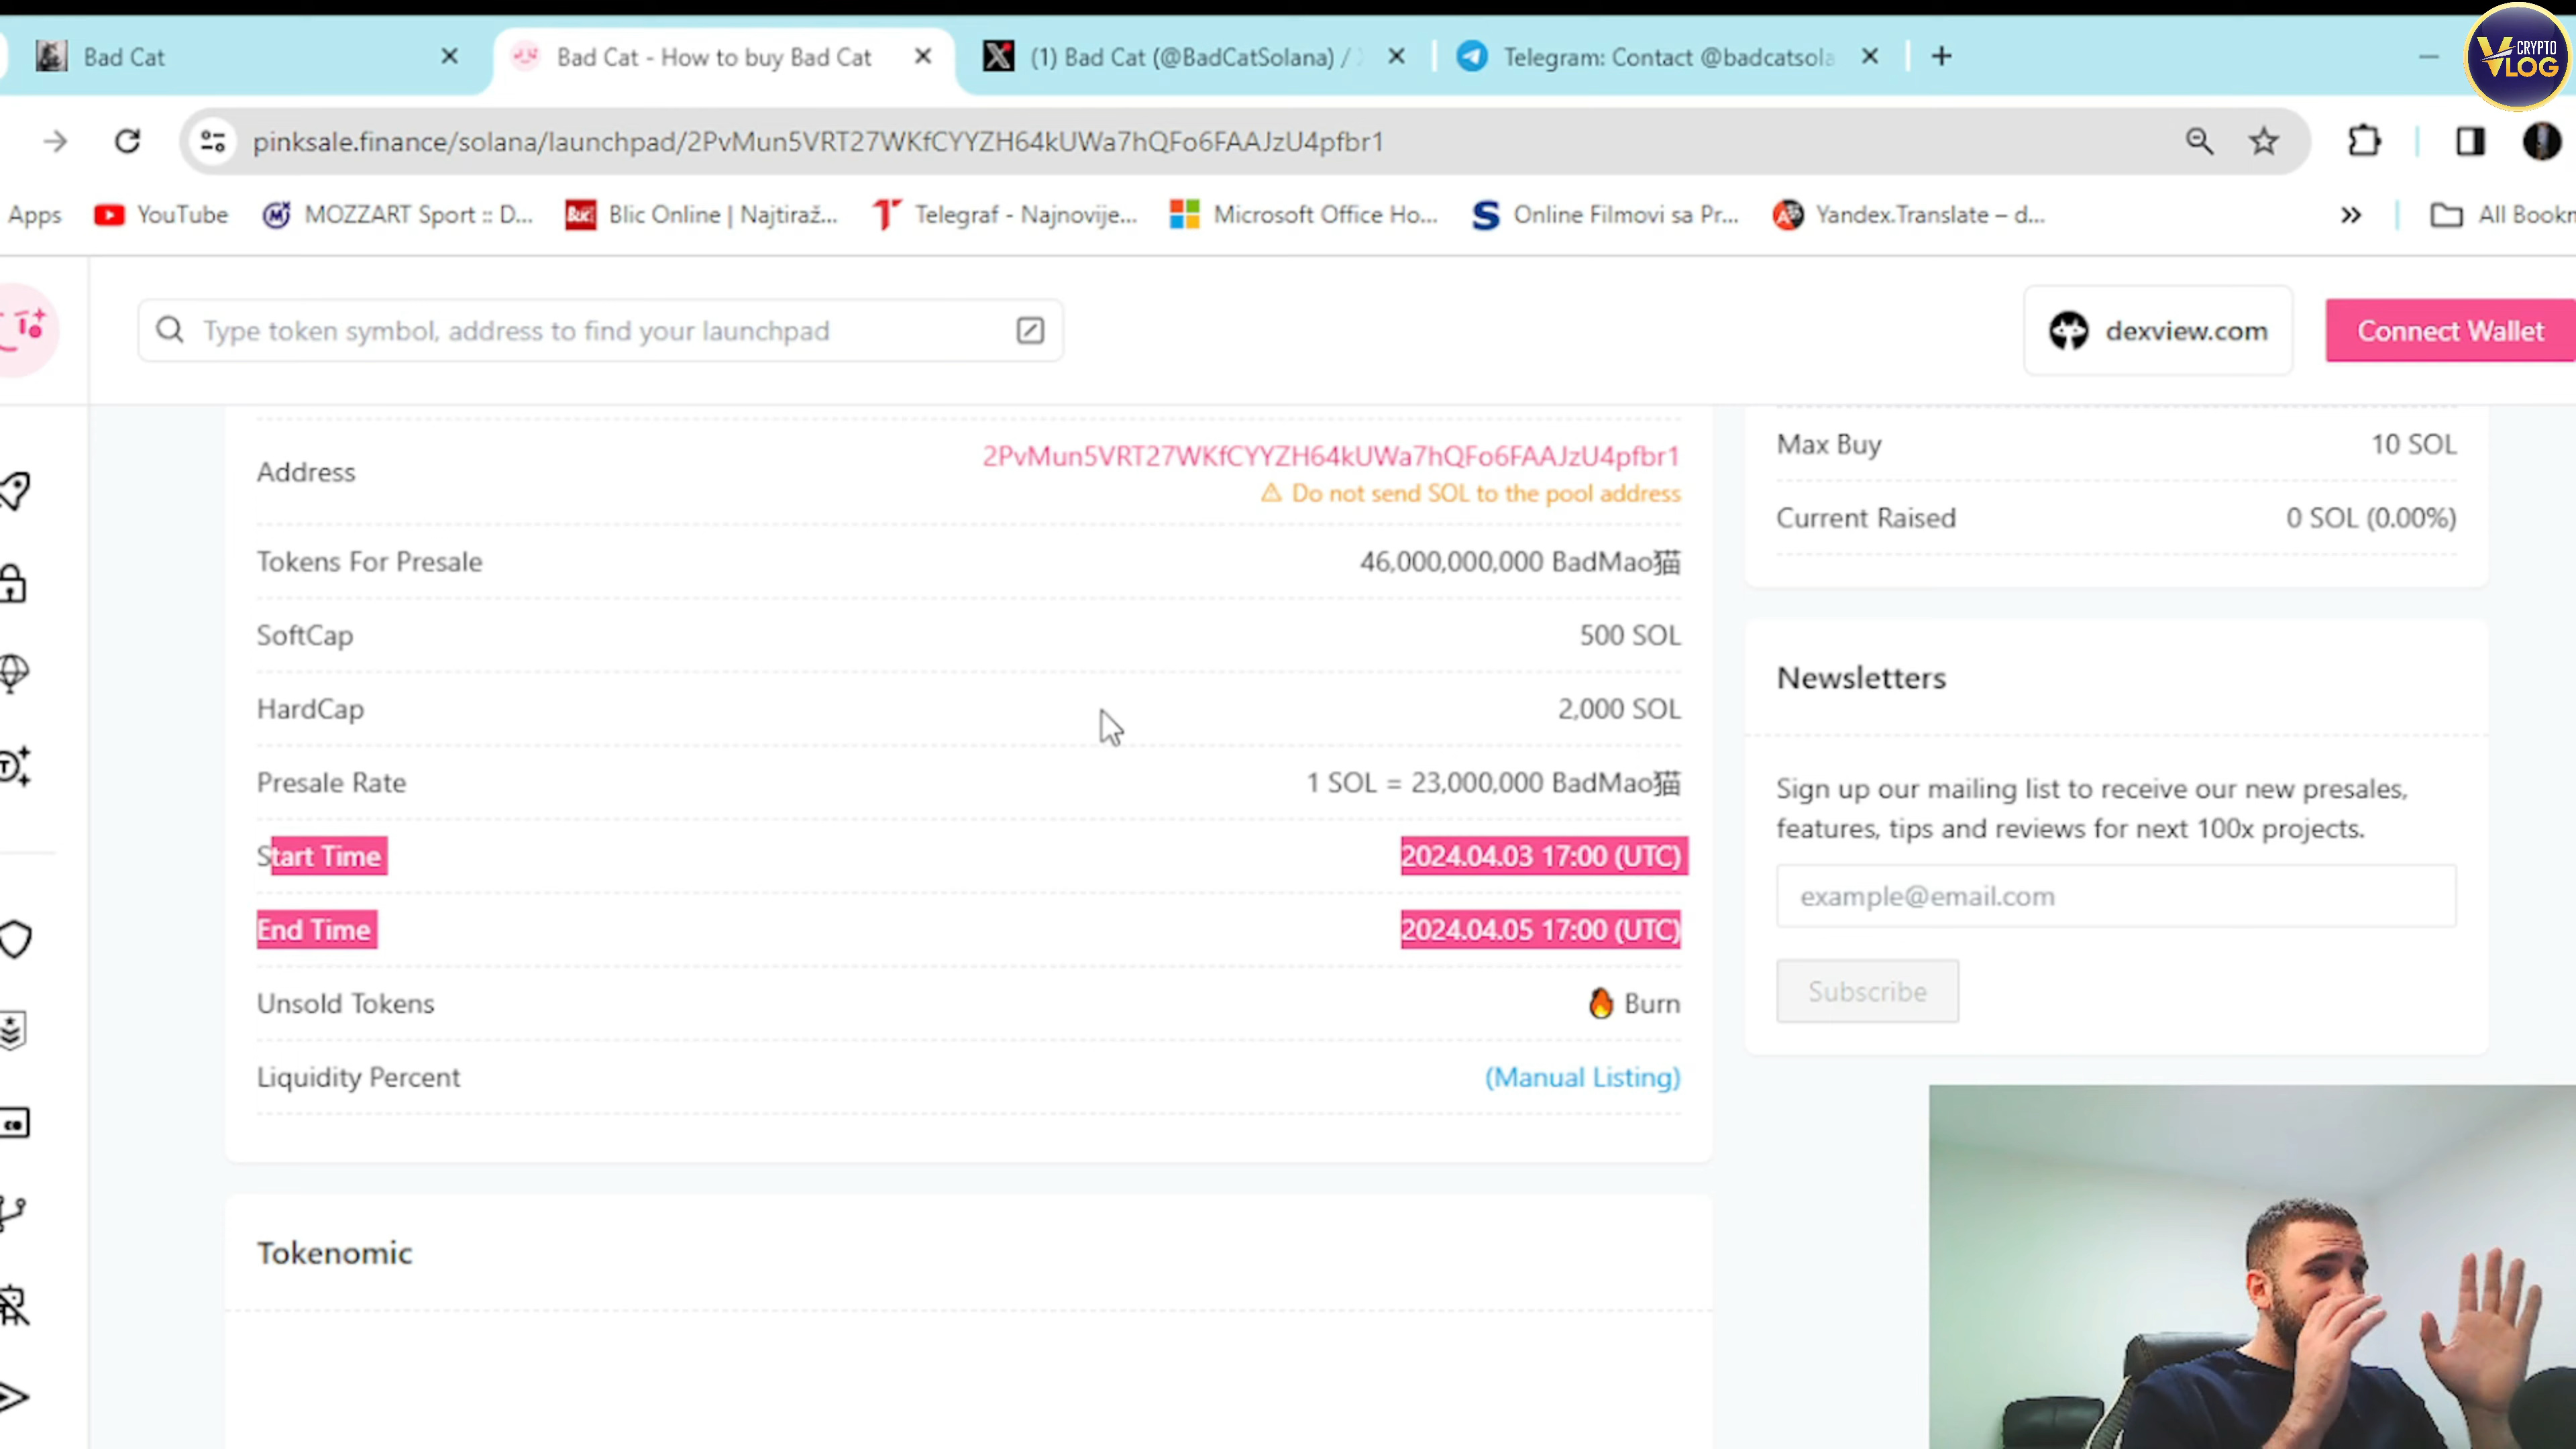 Bad Cat
Bad Cat - How to buy Bad Cat
(1) Bad Cat (@BadCatSolana) /
Telegram: Contact @badcatsola
CRYPTO
VLOG
pinksale.finance/solana/launchpad/2PvMun5VRT27WKfCYYZH64kUWa7hQFo6FAAJzU4pfbr1
Apps
YouTube
MOZZART Sport :: D...
Blic Online | Najtiraž...
Telegraf - Najnovije...
Microsoft Office Ho...
Online Filmovi sa Pr...
Yandex.Translate – d...
All Bookm
Type token symbol, address to find your launchpad
dexview.com
Connect Wallet
Address
2PvMun5VRT27WKfCYYZH64kUWa7hQFo6FAAJzU4pfbr1
Do not send SOL to the pool address
Tokens For Presale 46,000,000,000 BadMao猫
SoftCap 500 SOL
HardCap 2,000 SOL
Presale Rate 1 SOL = 23,000,000 BadMao猫
Start Time 2024.04.03 17:00 (UTC)
End Time 2024.04.05 17:00 (UTC)
Unsold Tokens 🔥 Burn
Liquidity Percent (Manual Listing)
Tokenomic
Max Buy 10 SOL
Current Raised 0 SOL (0.00%)
Newsletters
Sign up our mailing list to receive our new presales,
features, tips and reviews for next 100x projects.
example@email.com
Subscribe